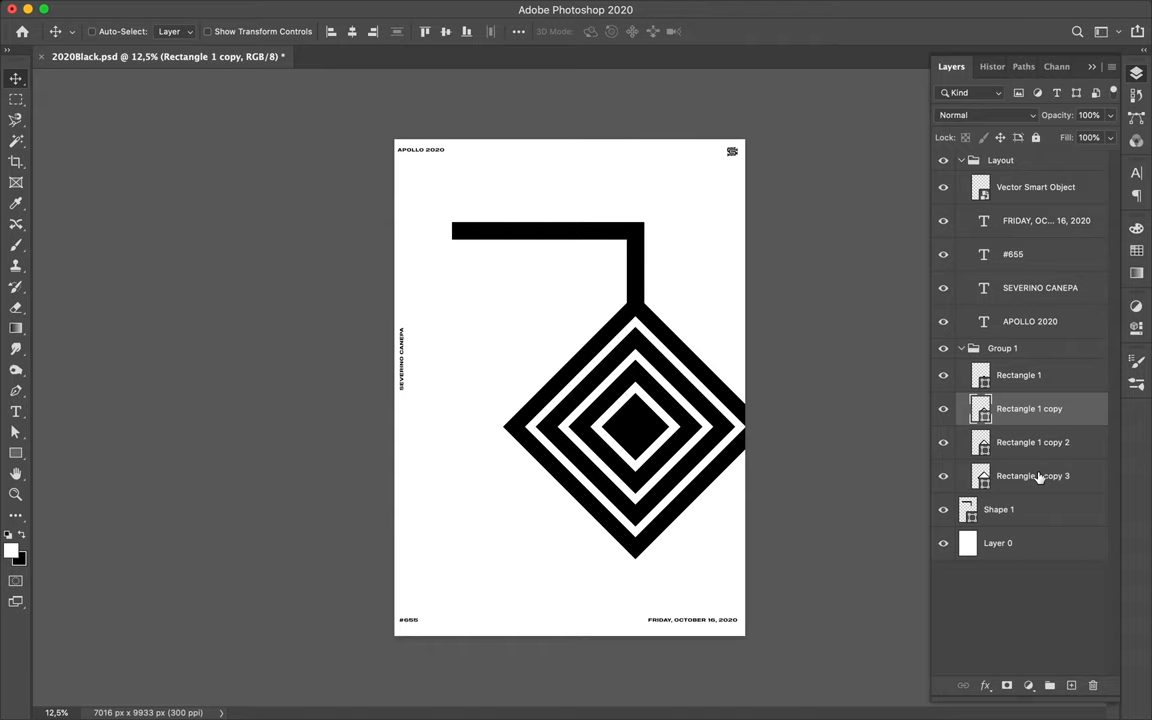 Adobe Photoshop 2020
Auto-Select: Layer Show Transform Controls ••• 3D Mode:
2020Black.psd @ 12,5% (Rectangle 1 copy, RGB/8) *
Layers Histor Paths Chann
Kind
Normal Opacity: 100%
Lock: Fill: 100%
Layout
Vector Smart Object
FRIDAY, OC... 16, 2020
#655
SEVERINO CANEPA
APOLLO 2020
Group 1
Rectangle 1
Rectangle 1 copy
Rectangle 1 copy 2
Rectangle 1 copy 3
Shape 1
Layer 0
APOLLO 2020
SEVERINO CANEPA
#655
FRIDAY, OCTOBER 16, 2020
12,5% 7016 px x 9933 px (300 ppi)